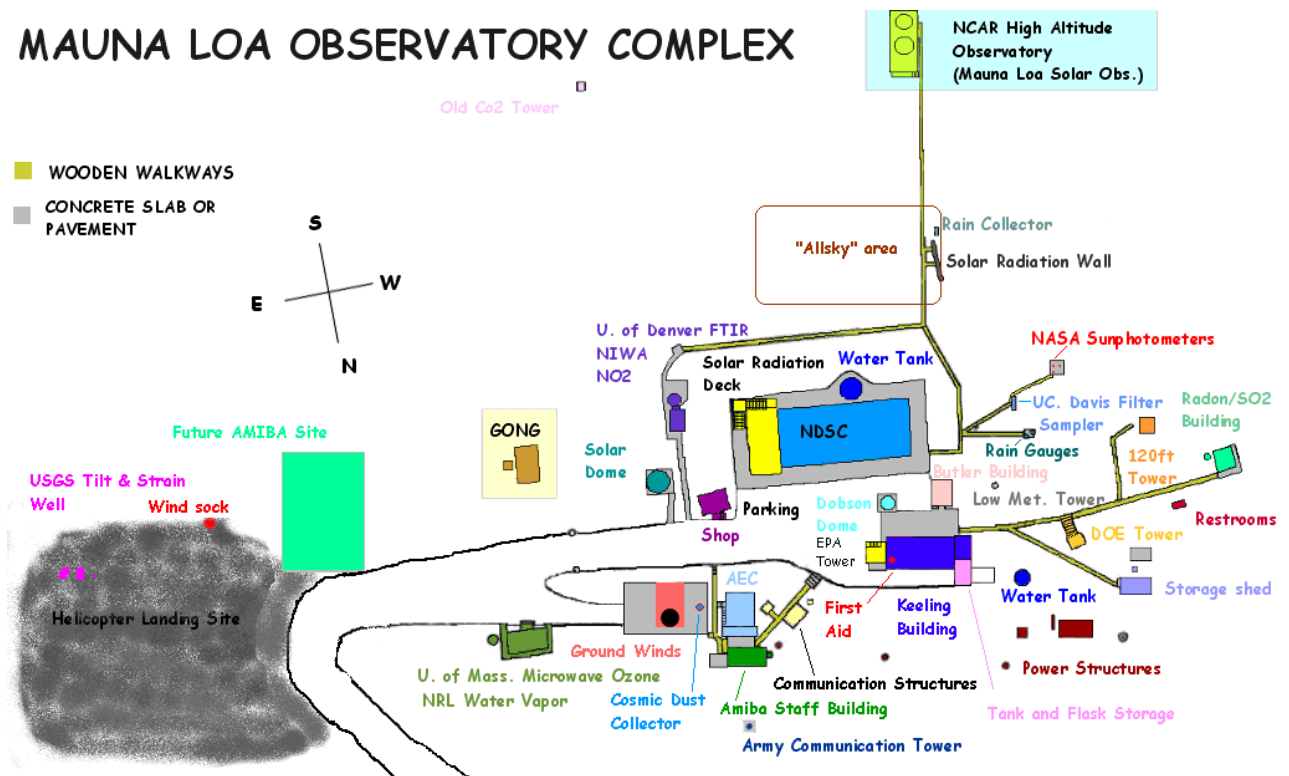 MAUNA LOA OBSERVATORY COMPLEX
NCAR High Altitude
Observatory
(Mauna Loa Solar Obs.)
Old Co2 Tower
WOODEN WALKWAYS
CONCRETE SLAB OR
PAVEMENT
S
W
E
N
"Allsky" area
Rain Collector
Solar Radiation Wall
U. of Denver FTIR
NIWA
NO2
Solar Radiation
Deck
Water Tank
NASA Sunphotometers
UC. Davis Filter
Sampler
Radon/SO2
Building
Rain Gauges
GONG
NDSC
Future AMIBA Site
Solar
Dome
Butler Building
120ft
Tower
USGS Tilt & Strain
Well
Wind sock
Low Met. Tower
Parking
Dobson
Dome
Shop
Restrooms
DOE Tower
EPA
Tower
AEC
Storage shed
Water Tank
Helicopter Landing Site
First
Aid
Keeling
Building
Ground Winds
Power Structures
U. of Mass. Microwave Ozone
NRL Water Vapor
Communication Structures
Cosmic Dust
Collector
Amiba Staff Building
Tank and Flask Storage
Army Communication Tower